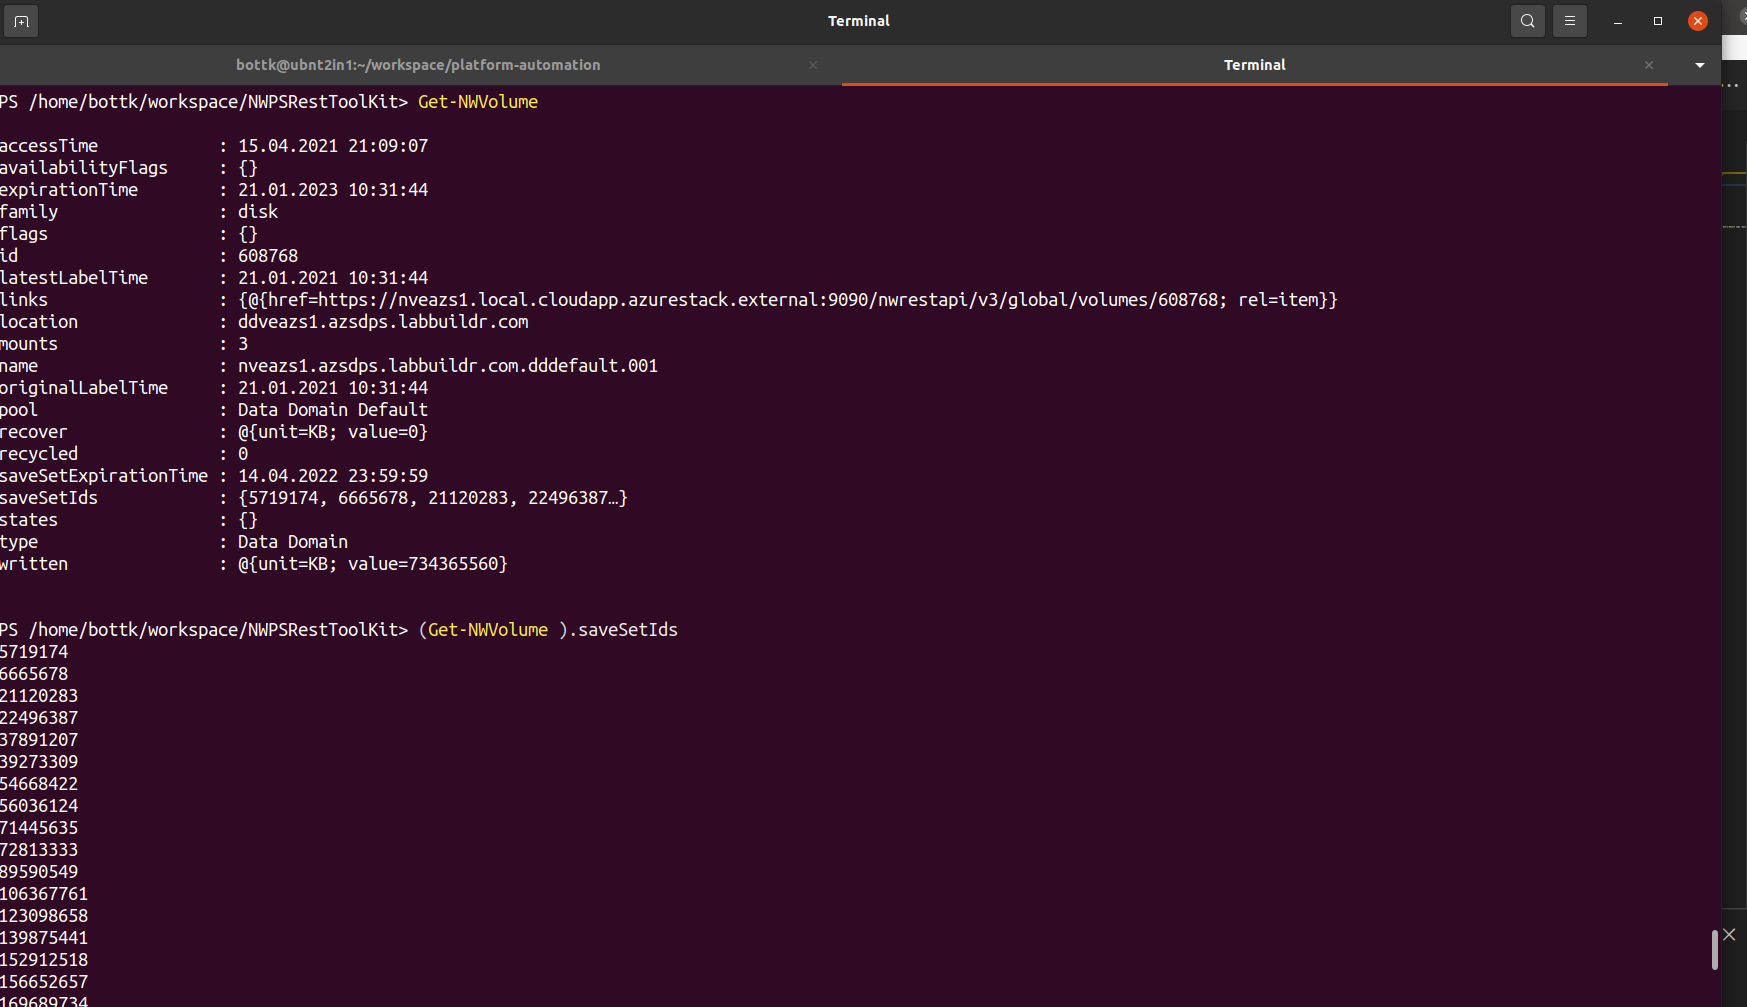 Terminal
bottk@ubnt2in1:~/workspace/platform-automation
Terminal
PS /home/bottk/workspace/NWPSRestToolKit> Get-NWVolume
accessTime : 15.04.2021 21:09:07
availabilityFlags : {}
expirationTime : 21.01.2023 10:31:44
family : disk
flags : {}
id : 608768
latestLabelTime : 21.01.2021 10:31:44
links : {@{href=https://nveazs1.local.cloudapp.azurestack.external:9090/nwrestapi/v3/global/volumes/608768; rel=item}}
location : ddveazs1.azsdps.labbuildr.com
mounts : 3
name : nveazs1.azsdps.labbuildr.com.dddefault.001
originalLabelTime : 21.01.2021 10:31:44
pool : Data Domain Default
recover : @{unit=KB; value=0}
recycled : 0
saveSetExpirationTime : 14.04.2022 23:59:59
saveSetIds : {5719174, 6665678, 21120283, 22496387…}
states : {}
type : Data Domain
written : @{unit=KB; value=734365560}
PS /home/bottk/workspace/NWPSRestToolKit> (Get-NWVolume ).saveSetIds
5719174
6665678
21120283
22496387
37891207
39273309
54668422
56036124
71445635
72813333
89590549
106367761
123098658
139875441
152912518
156652657
169689734